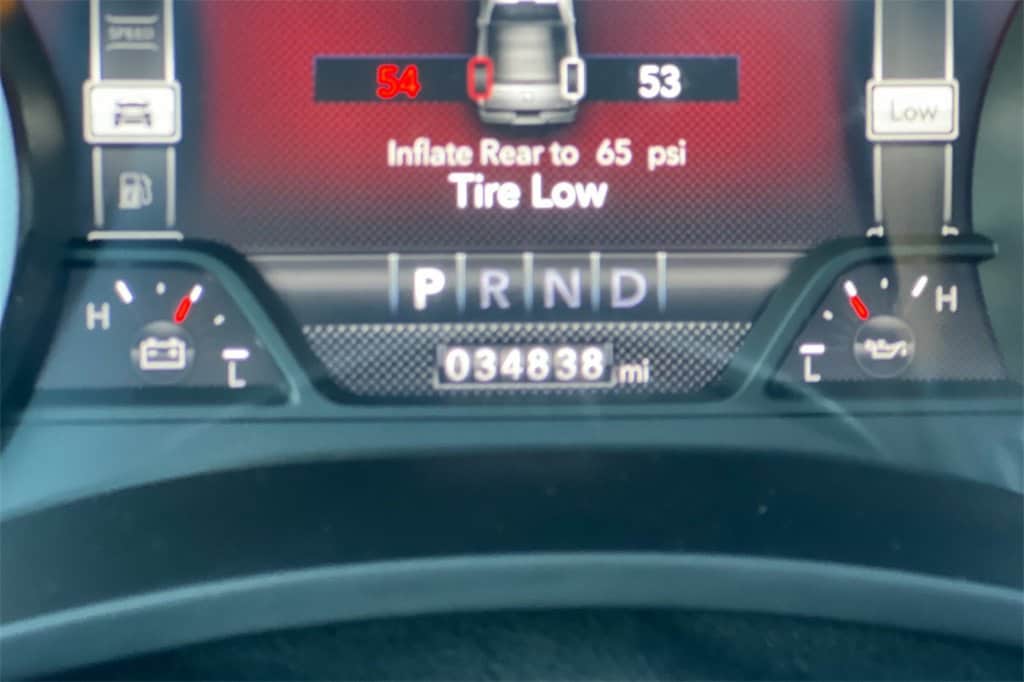 SPEED
54 53
Low
Inflate Rear to 65 psi
Tire Low
P R N D
H H
L L
034838 mi